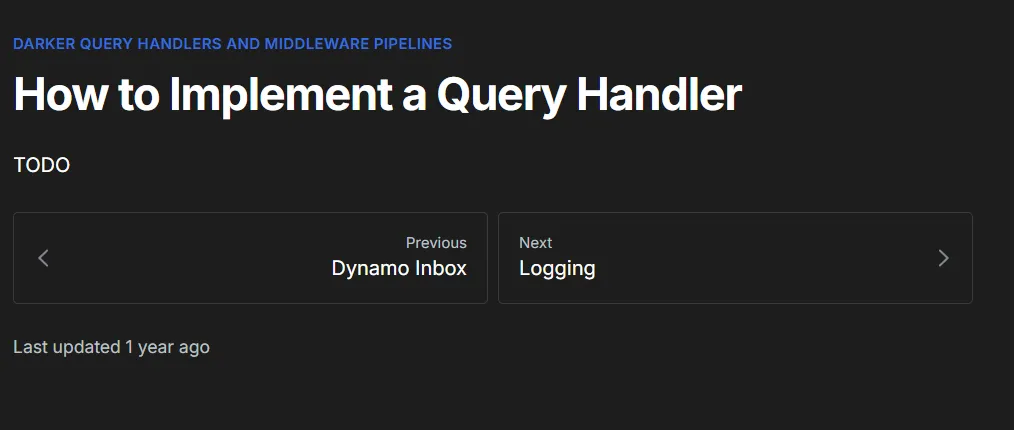 DARKER QUERY HANDLERS AND MIDDLEWARE PIPELINES
How to Implement a Query Handler
TODO
Previous
Dynamo Inbox
Next
Logging
Last updated 1 year ago